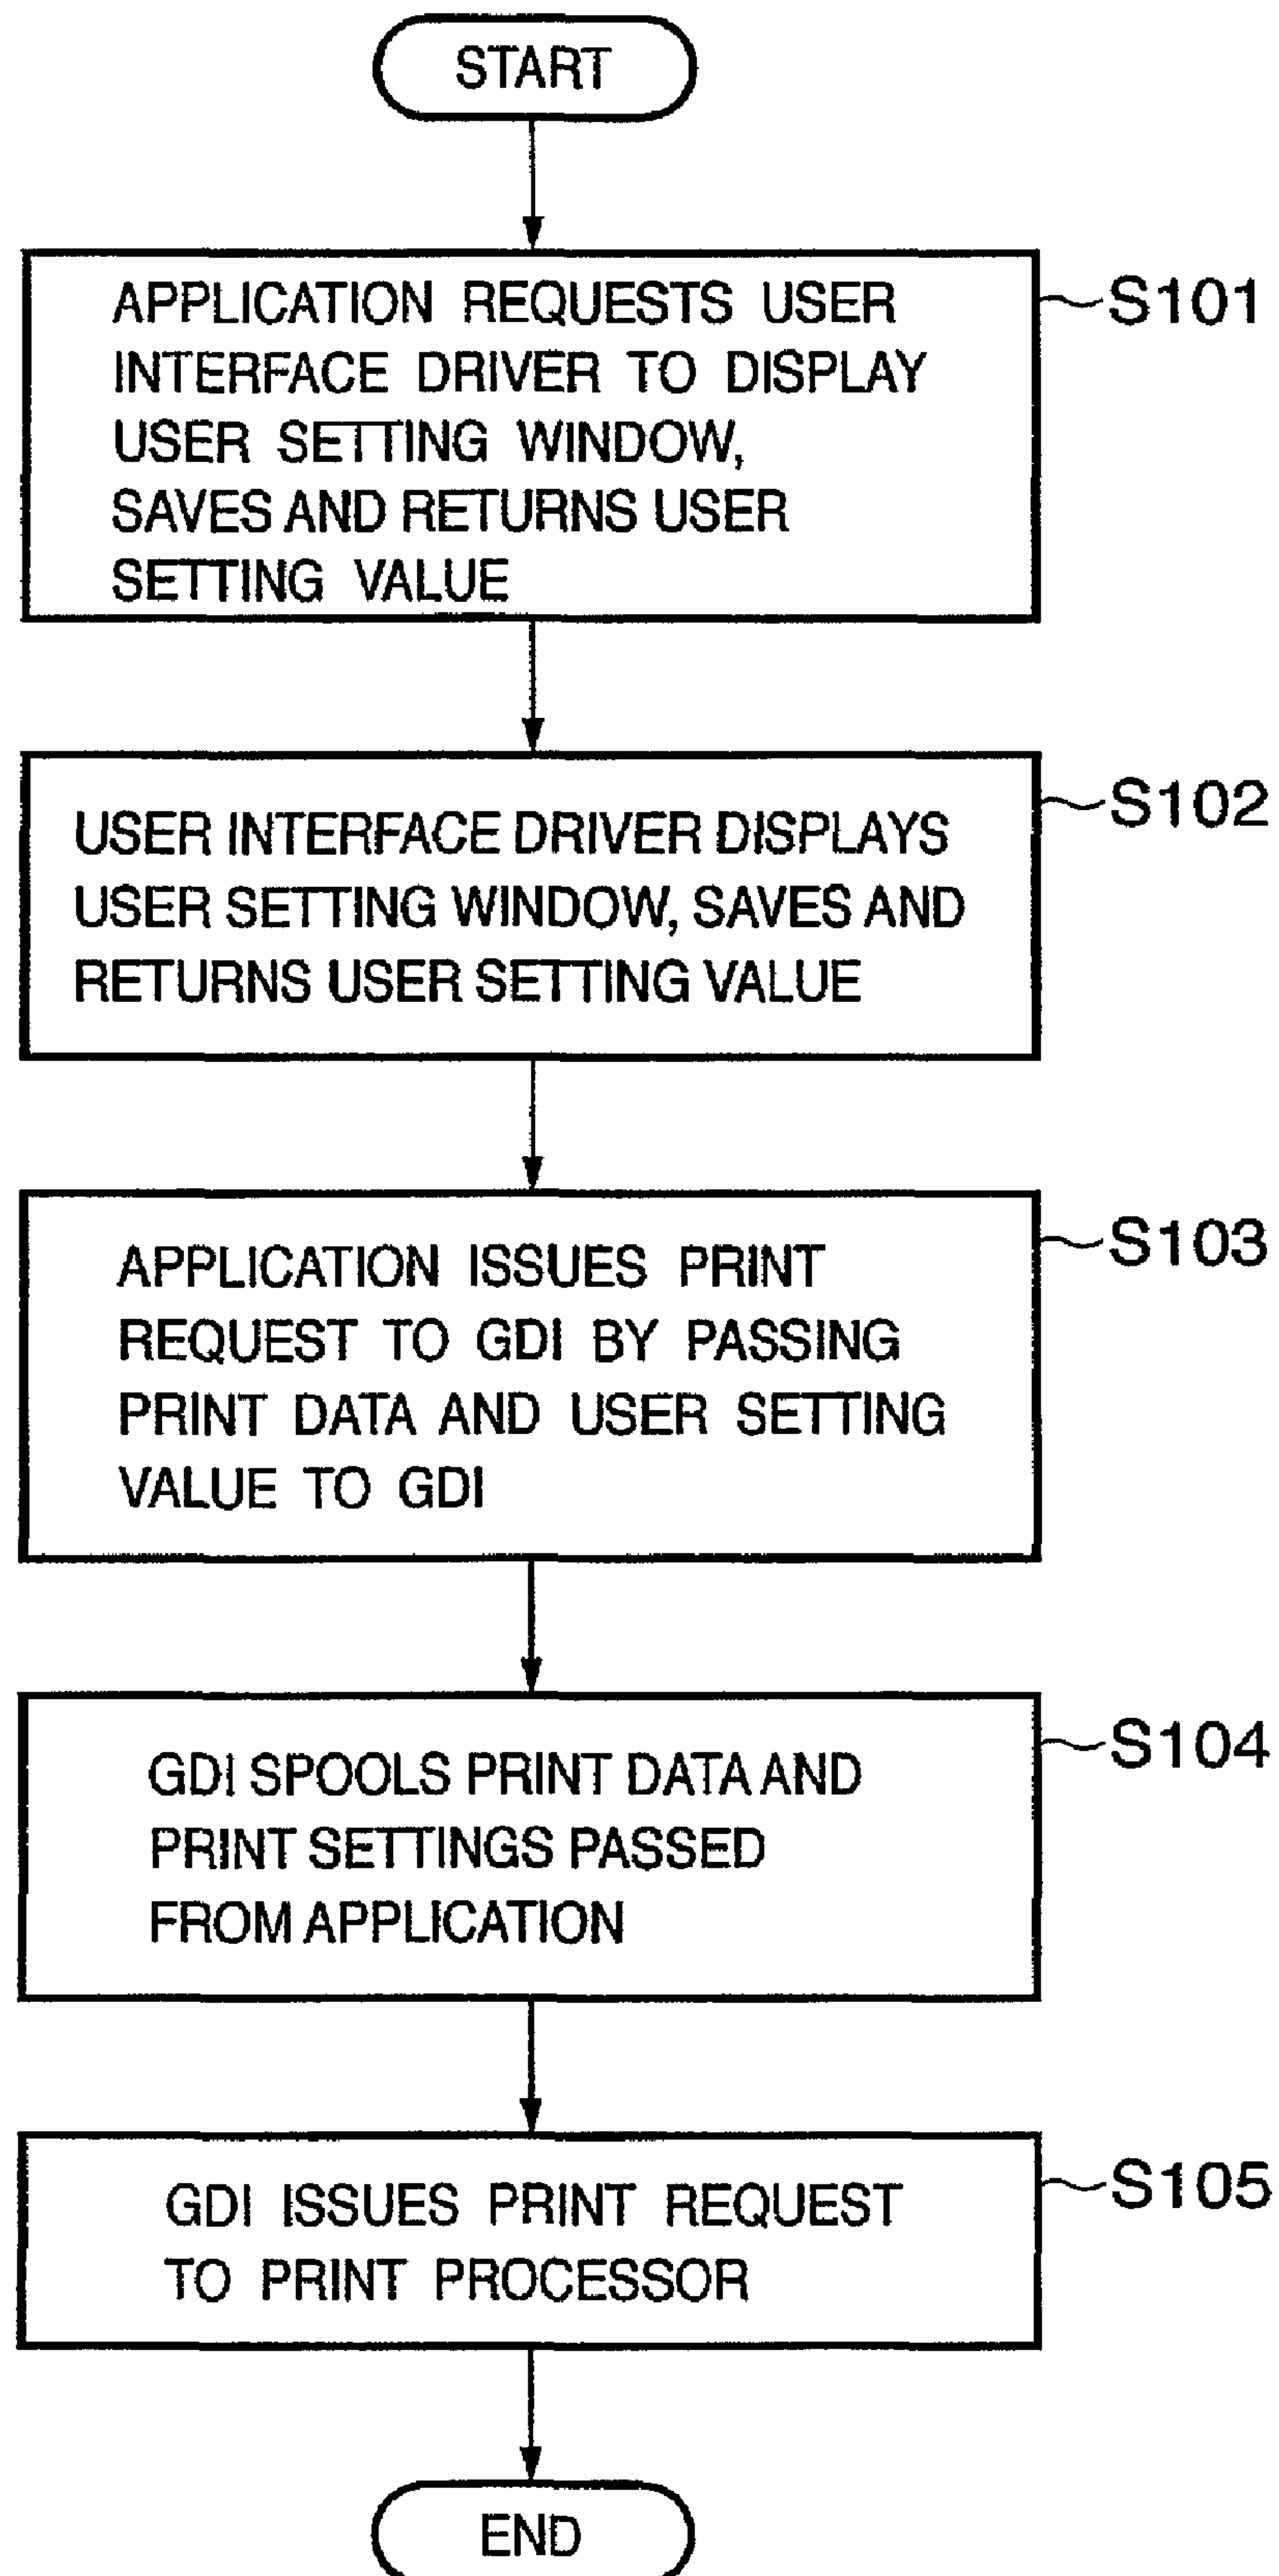 START
APPLICATION REQUESTS USER
INTERFACE DRIVER TO DISPLAY
USER SETTING WINDOW,
SAVES AND RETURNS USER
SETTING VALUE
S101
USER INTERFACE DRIVER DISPLAYS
USER SETTING WINDOW, SAVES AND
RETURNS USER SETTING VALUE
S102
APPLICATION ISSUES PRINT
REQUEST TO GDI BY PASSING
PRINT DATA AND USER SETTING
VALUE TO GDI
S103
GDI SPOOLS PRINT DATA AND
PRINT SETTINGS PASSED
FROM APPLICATION
S104
GDI ISSUES PRINT REQUEST
TO PRINT PROCESSOR
S105
END